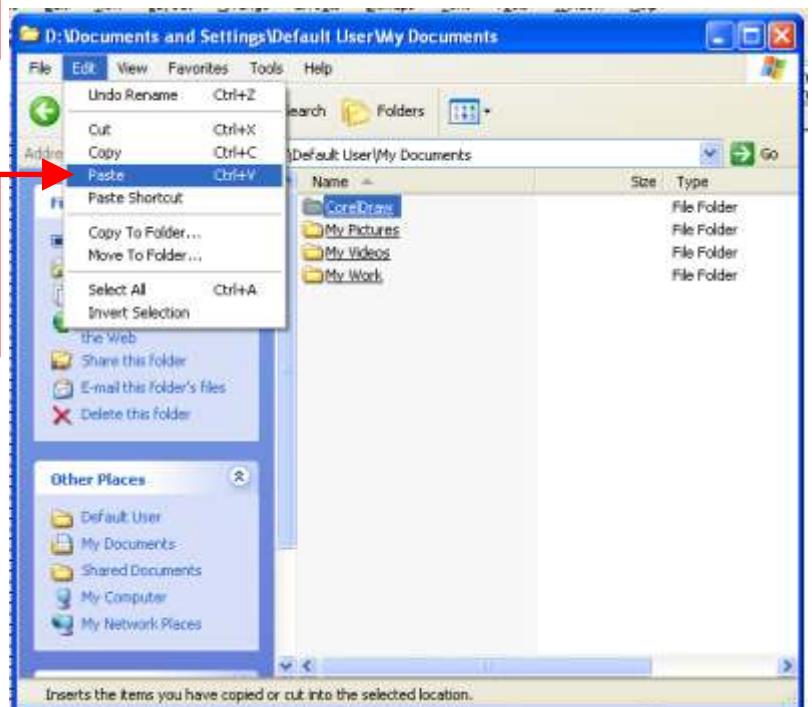 D:\Documents and Settings\Default User\My Documents
File Edit View Favorites Tools Help
Undo Rename Ctrl+Z
Cut Ctrl+X
Copy Ctrl+C
Paste Ctrl+V
Paste Shortcut
Copy To Folder...
Move To Folder...
Select All Ctrl+A
Invert Selection
earch Folders
Addre
\Default User\My Documents Go
Name Size Type
CorelDraw File Folder
My Pictures File Folder
My Videos File Folder
My Work File Folder
the Web
Share this folder
E-mail this folder's files
Delete this folder
Other Places
Default User
My Documents
Shared Documents
My Computer
My Network Places
Inserts the items you have copied or cut into the selected location.